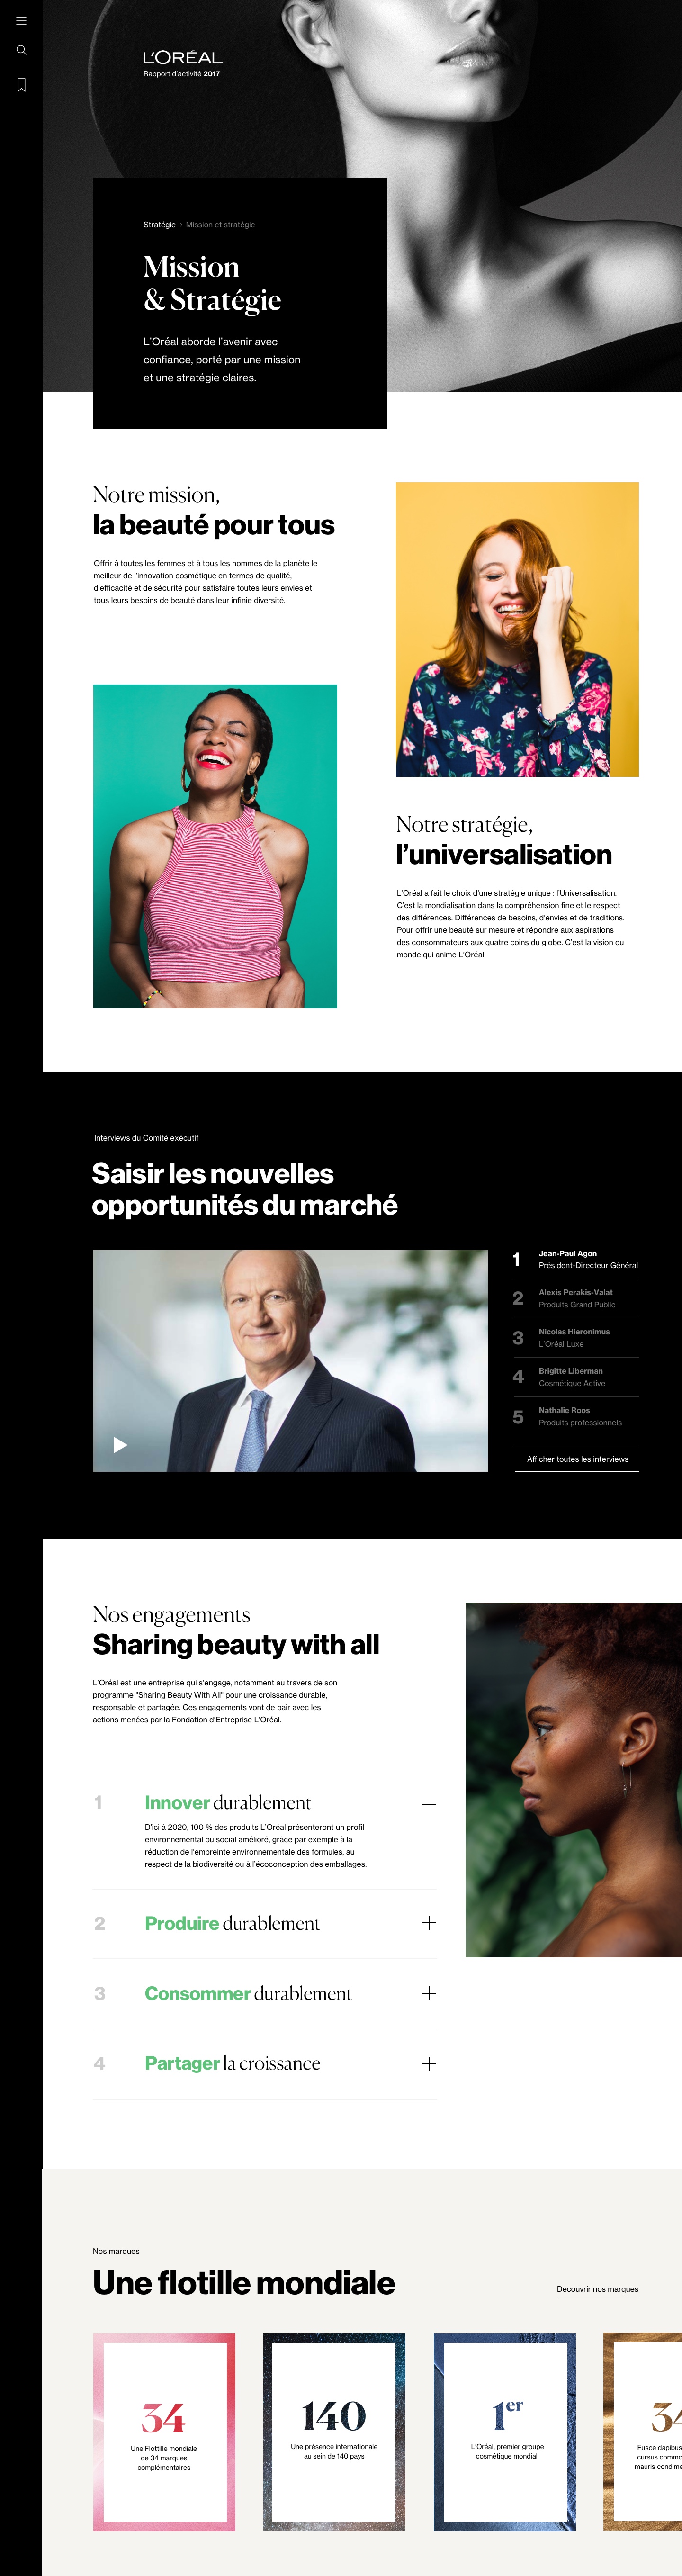 L'ORÉAL
Rapport d'activité 2017
Stratégie > Mission et stratégie
Mission
& Stratégie
L'Oréal aborde l'avenir avec
confiance, porté par une mission
et une stratégie claires.
Notre mission,
la beauté pour tous
Offrir à toutes les femmes et à tous les hommes de la planète le
meilleur de l'innovation cosmétique en termes de qualité,
d'efficacité et de sécurité pour satisfaire toutes leurs envies et
tous leurs besoins de beauté dans leur infinie diversité.
Notre stratégie,
l'universalisation
L'Oréal a fait le choix d'une stratégie unique : l'Universalisation.
C'est la mondialisation dans la compréhension fine et le respect
des différences. Différences de besoins, d'envies et de traditions.
Pour offrir une beauté sur mesure et répondre aux aspirations
des consommateurs aux quatre coins du globe. C'est la vision du
monde qui anime L'Oréal.
Interviews du Comité exécutif
Saisir les nouvelles
opportunités du marché
1 Jean-Paul Agon
Président-Directeur Général
2 Alexis Perakis-Valat
Produits Grand Public
3 Nicolas Hieronimus
L'Oréal Luxe
4 Brigitte Liberman
Cosmétique Active
5 Nathalie Roos
Produits professionnels
Afficher toutes les interviews
Nos engagements
Sharing beauty with all
L'Oréal est une entreprise qui s'engage, notamment au travers de son
programme "Sharing Beauty With All" pour une croissance durable,
responsable et partagée. Ces engagements vont de pair avec les
actions menées par la Fondation d'Entreprise L'Oréal.
1 Innover durablement
D'ici à 2020, 100 % des produits L'Oréal présenteront un profil
environnemental ou social amélioré, grâce par exemple à la
réduction de l'empreinte environnementale des formules, au
respect de la biodiversité ou à l'écoconception des emballages.
2 Produire durablement
3 Consommer durablement
4 Partager la croissance
Nos marques
Une flotille mondiale
Découvrir nos marques
34
Une Flottille mondiale
de 34 marques
complémentaires
140
Une présence internationale
au sein de 140 pays
1er
L'Oréal, premier groupe
cosmétique mondial
34
Fusce dapibus
cursus commo
mauris condime